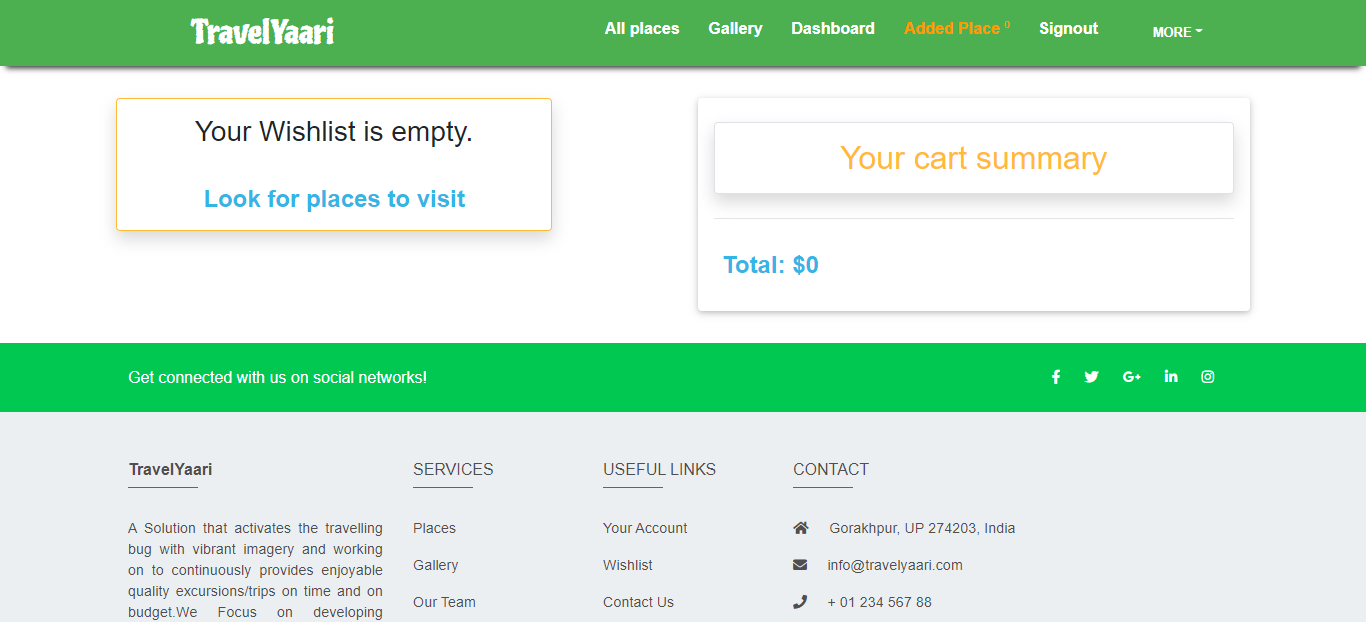 TravelYaari
All places Gallery Dashboard Added Place 0 Signout MORE
Your Wishlist is empty.
Look for places to visit
Your cart summary
Total: $0
Get connected with us on social networks!
TravelYaari
A Solution that activates the travelling
bug with vibrant imagery and working
on to continuously provides enjoyable
quality excursions/trips on time and on
budget.We Focus on developing
SERVICES
Places
Gallery
Our Team
USEFUL LINKS
Your Account
Wishlist
Contact Us
CONTACT
Gorakhpur, UP 274203, India
info@travelyaari.com
+ 01 234 567 88